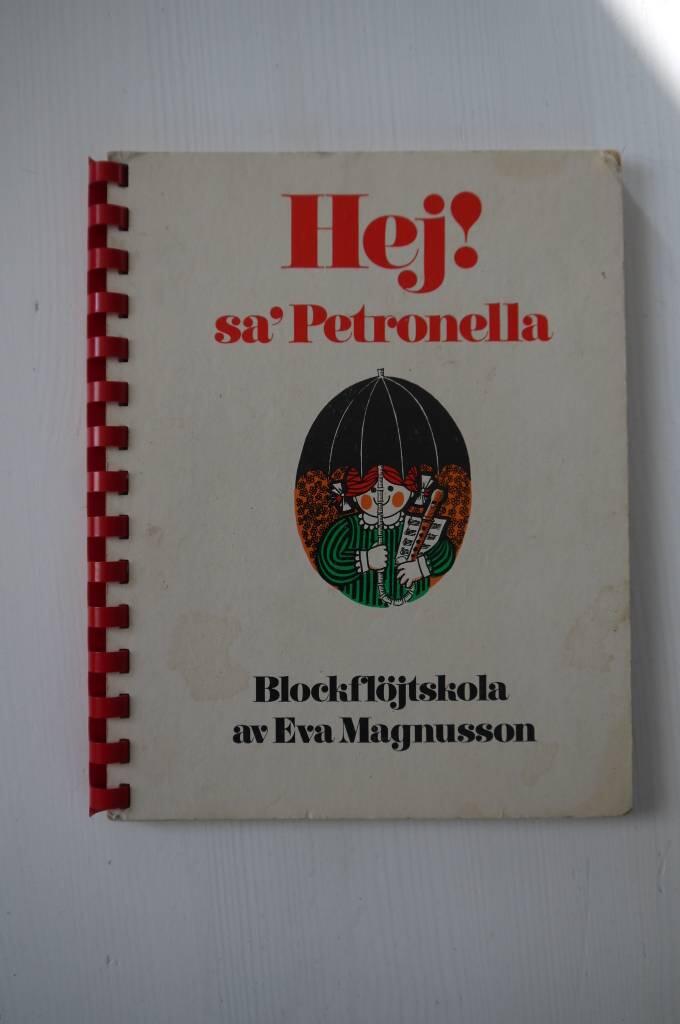 Hej!
sa' Petronella
Blockflöjtskola
av Eva Magnusson